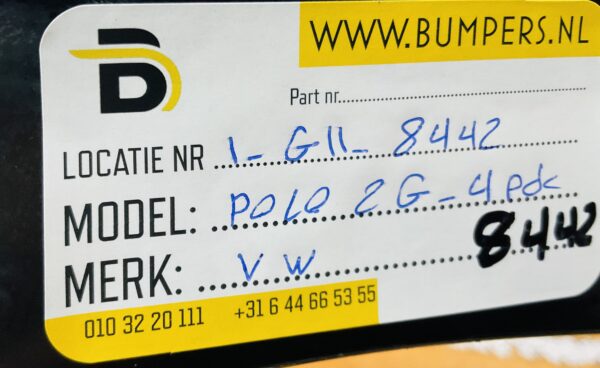 WWW.BUMPERS.NL
Part nr.
LOCATIE NR 1- G11- 8442
MODEL: POLO 2G-4pdc
MERK: VW 8442
010 32 20 111 +31 6 44 66 53 55